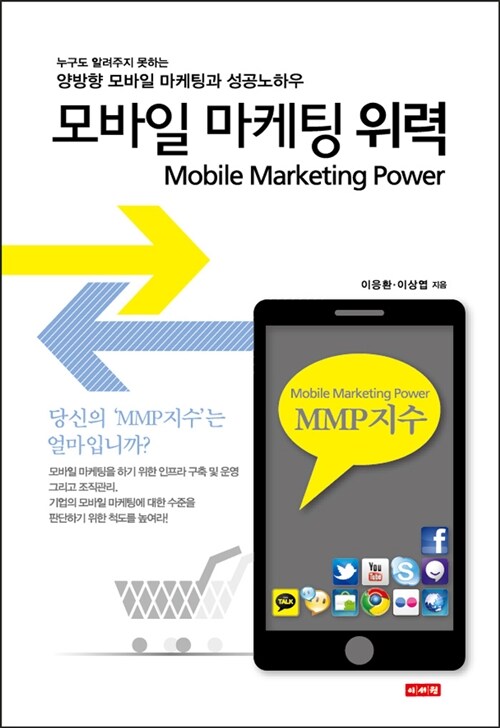 누구도 알려주지 못하는
양방향 모바일 마케팅과 성공노하우
모바일 마케팅 위력
Mobile Marketing Power
이응환·이상엽 지음
Mobile Marketing Power
MMP지수
당신의 ‘MMP지수’는
얼마입니까?
모바일 마케팅을 하기 위한 인프라 구축 및 운영
그리고 조직관리,
기업의 모바일 마케팅에 대한 수준을
판단하기 위한 척도를 높여라!
f
You
Tube
S
TALK
이서원